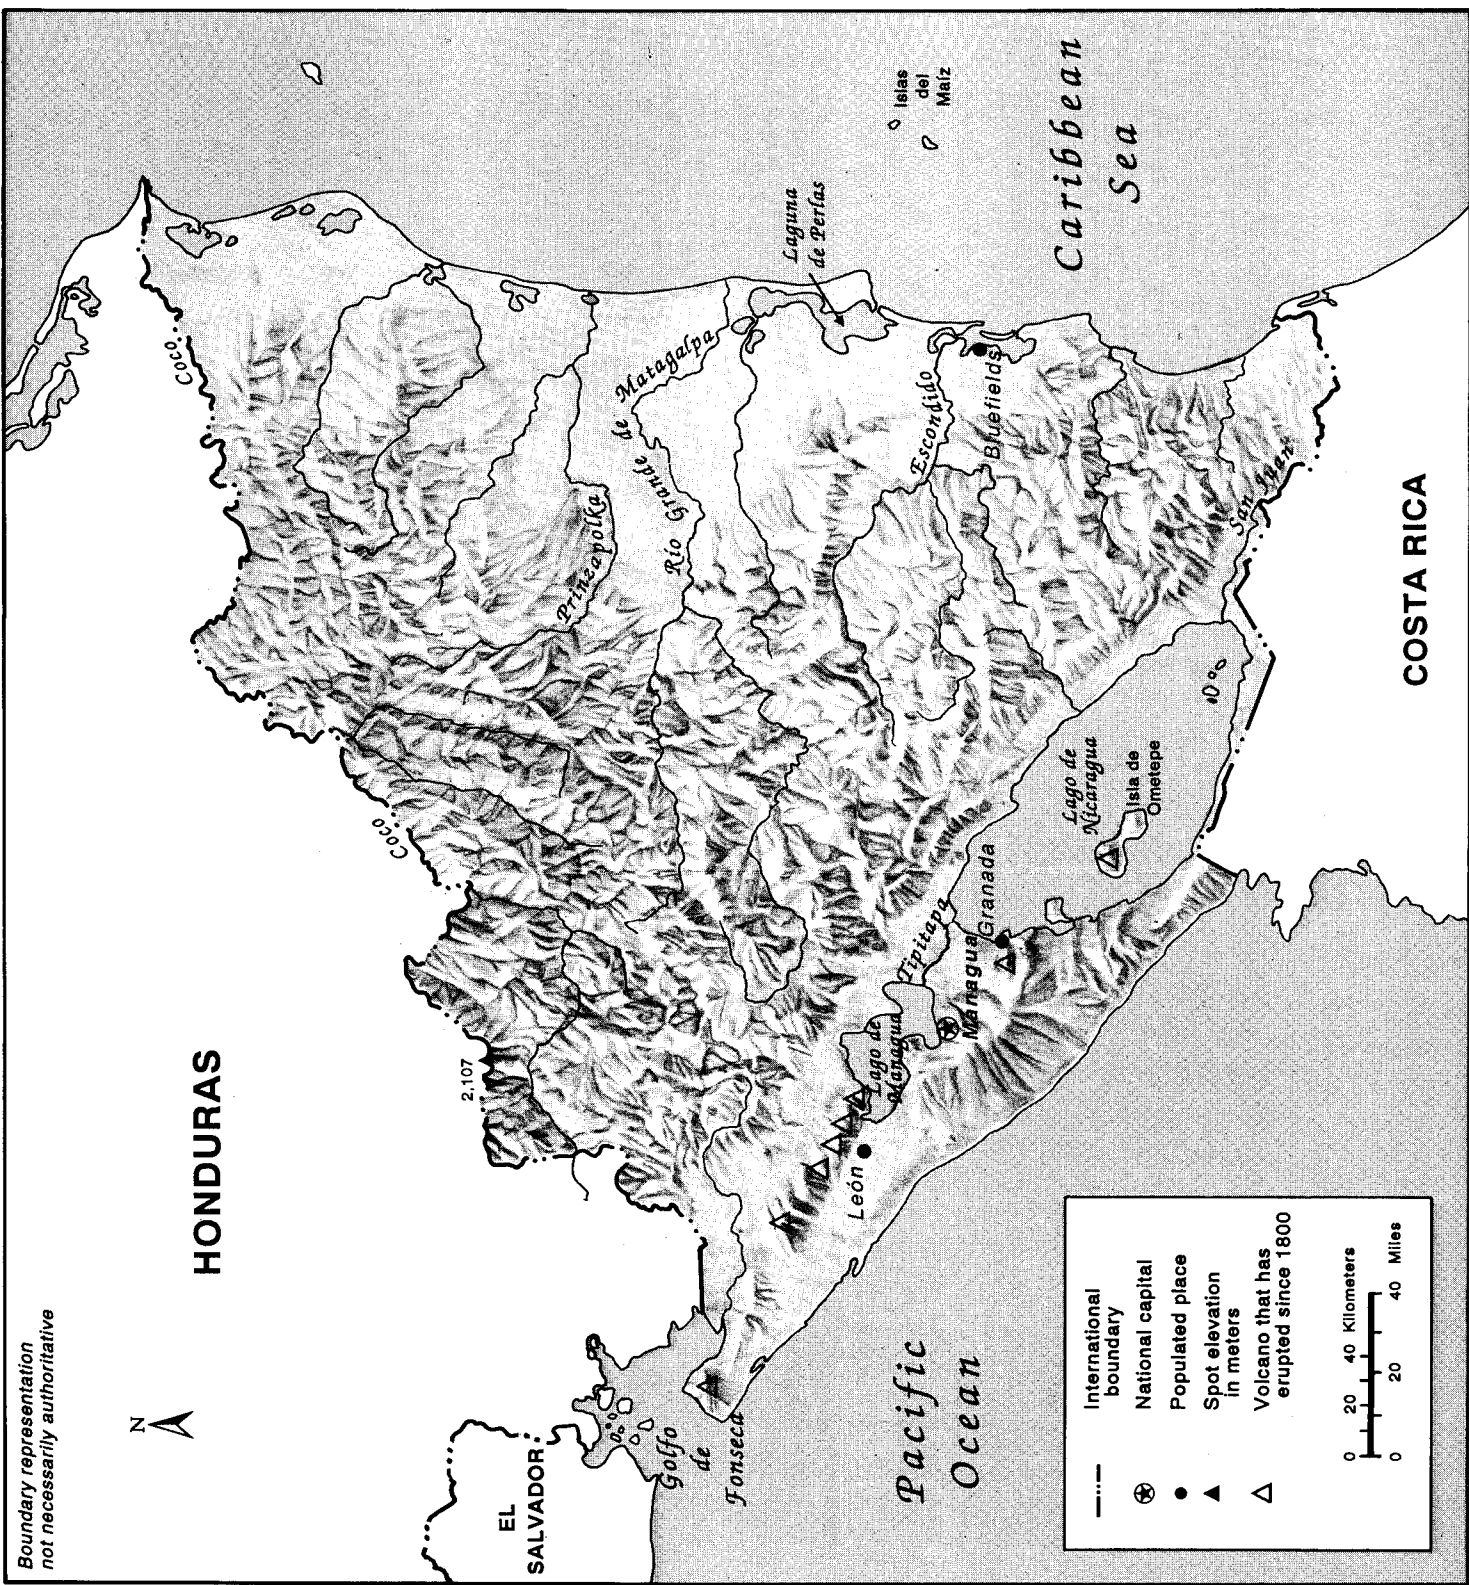 Boundary representation
not necessarily authoritative
N
HONDURAS
EL
SALVADOR
Golfo
de
Fonseca
2,107
Coco
Coco
Prinzapolka
Río Grande de Matagalpa
Laguna
de Perlas
Islas
del
Maíz
Caribbean
Sea
Escondido
Bluefields
San Juan
COSTA RICA
León
Lago de
Managua
Managua
Tipitapa
Granada
Lago de
Nicaragua
Isla de
Ometepe
Pacific
Ocean
International
boundary
National capital
Populated place
Spot elevation
in meters
Volcano that has
erupted since 1800
0 20 40 Kilometers
0 20 40 Miles